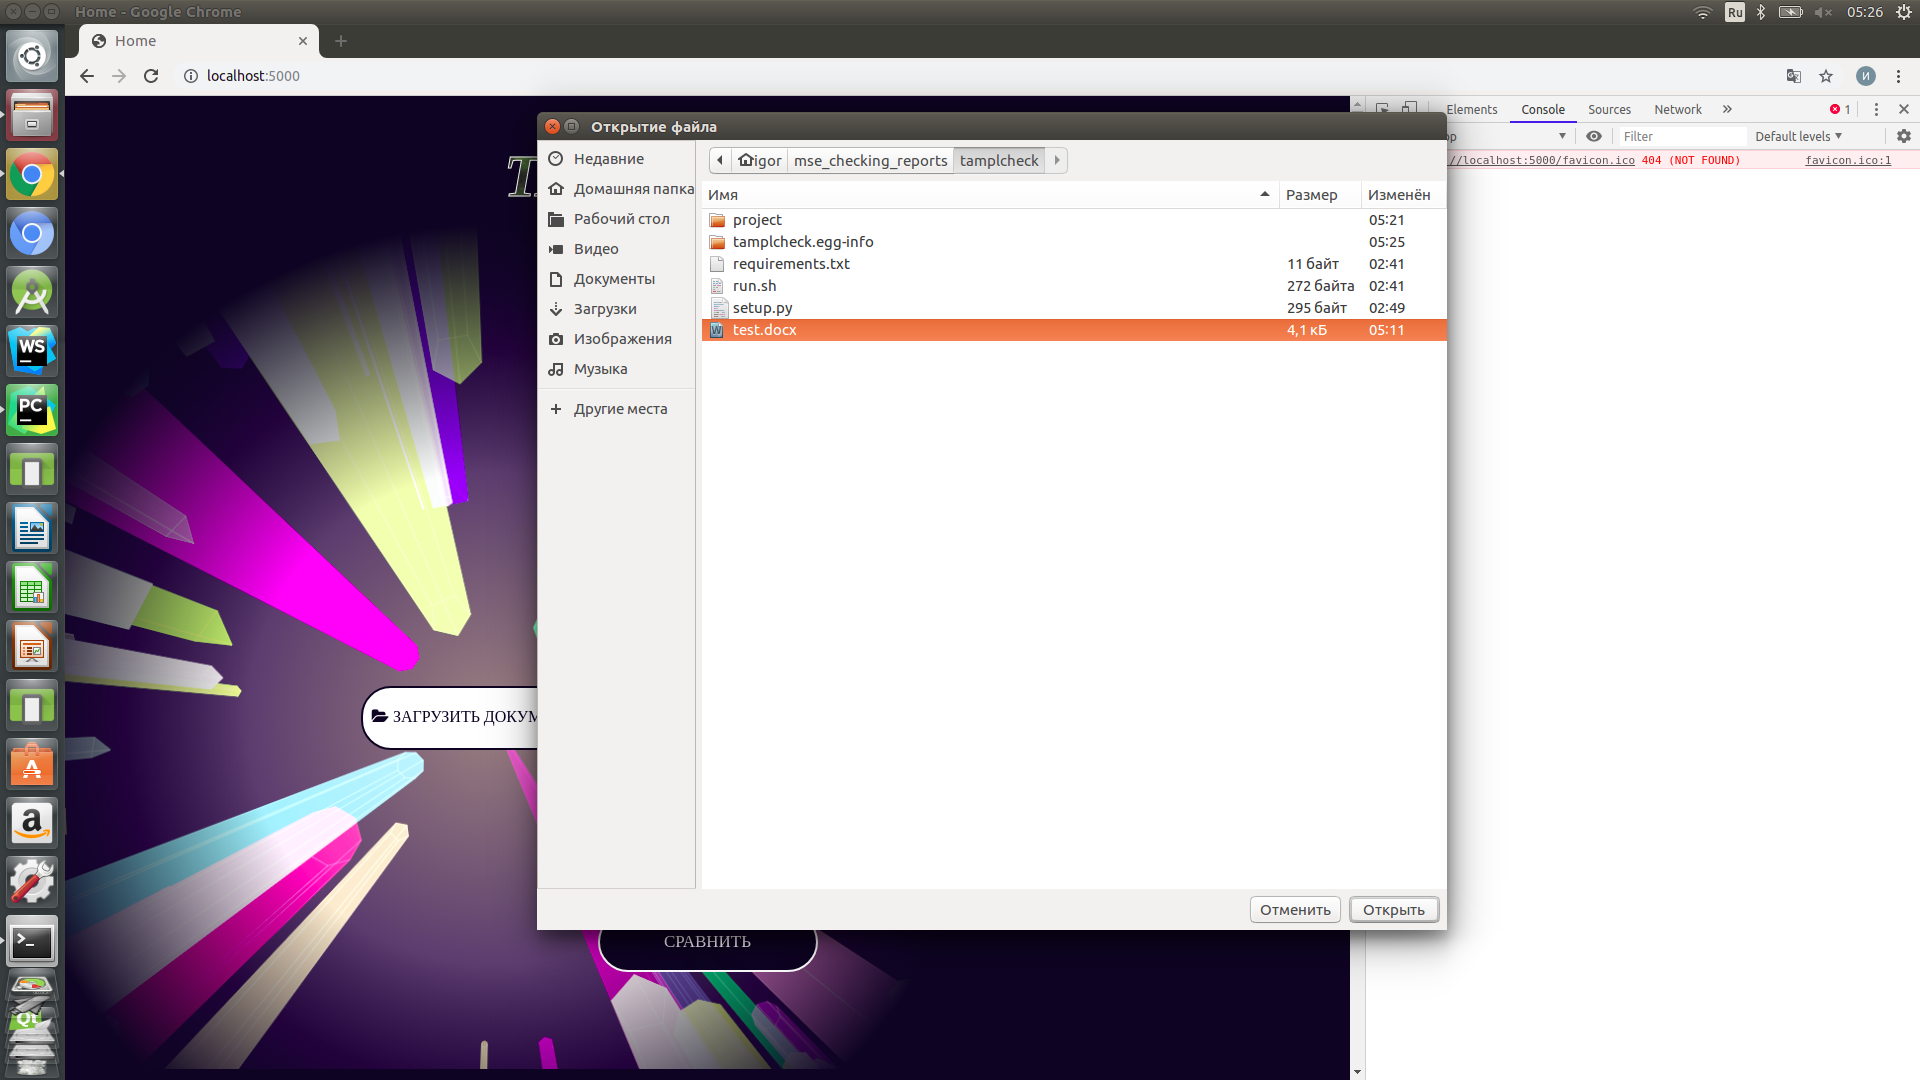 Home - Google Chrome
Ru
05:26
Home
localhost:5000
И
Elements
Console
Sources
Network
1
Filter
Default levels
//localhost:5000/favicon.ico 404 (NOT FOUND)
favicon.ico:1
Открытие файла
Недавние
Домашняя папка
Рабочий стол
Видео
Документы
Загрузки
Изображения
Музыка
Другие места
igor
mse_checking_reports
tamplcheck
Имя
Размер
Изменён
project
05:21
tamplcheck.egg-info
05:25
requirements.txt
11 байт
02:41
run.sh
272 байта
02:41
setup.py
295 байт
02:49
test.docx
4,1 кБ
05:11
Отменить
Открыть
ЗАГРУЗИТЬ ДОКУМ
СРАВНИТЬ
WS
PC
a
Qt